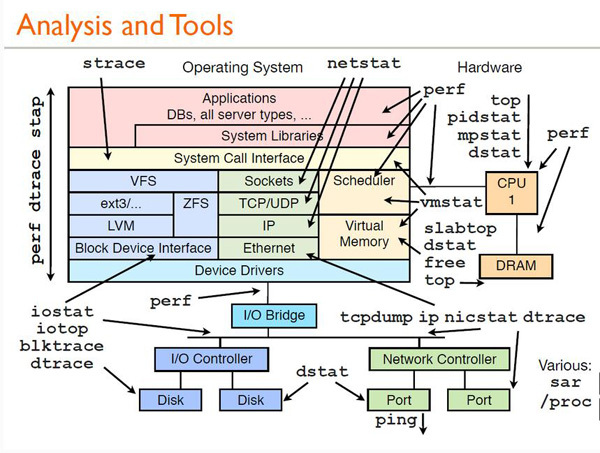 Analysis and Tools
strace
Operating System
netstat
Hardware
perf
Applications
DBs, all server types, ...
System Libraries
System Call Interface
VFS
Sockets
Scheduler
ext3/...
ZFS
TCP/UDP
LVM
IP
Virtual
Memory
Block Device Interface
Ethernet
Device Drivers
perf dtrace stap
top
pidstat
mpstat
dstat
perf
CPU
1
vmstat
slabtop
dstat
free
top
DRAM
perf
I/O Bridge
iostat
iotop
blktrace
dtrace
tcpdump ip nicstat dtrace
I/O Controller
Network Controller
Disk
Disk
dstat
Port
Port
ping
Various:
sar
/proc